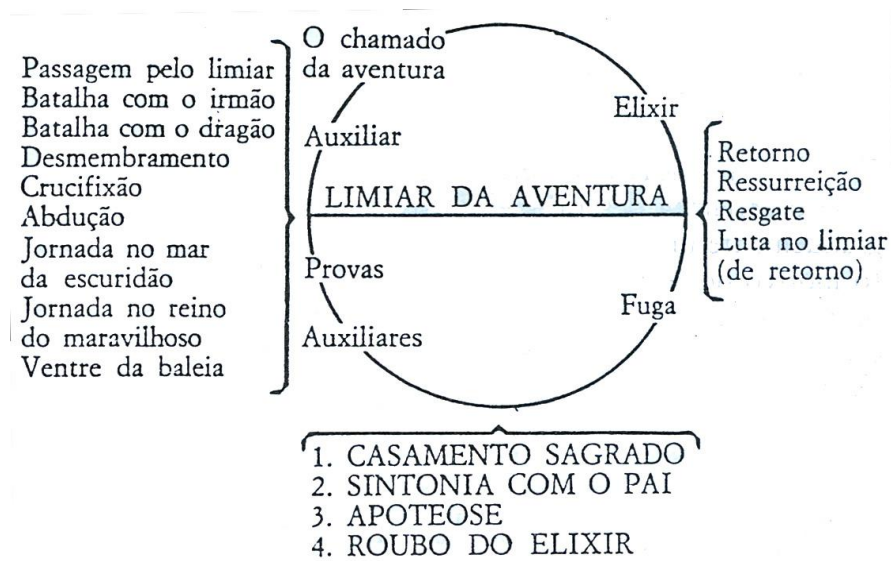 Passagem pelo limiar
Batalha com o irmão
Batalha com o dragão
Desmembramento
Crucifixão
Abdução
Jornada no mar
da escuridão
Jornada no reino
do maravilhoso
Ventre da baleia
O chamado
da aventura
Auxiliar
Elixir
LIMIAR DA AVENTURA
Provas
Auxiliares
Fuga
Retorno
Ressurreição
Resgate
Luta no limiar
(de retorno)
1. CASAMENTO SAGRADO
2. SINTONIA COM O PAI
3. APOTEOSE
4. ROUBO DO ELIXIR